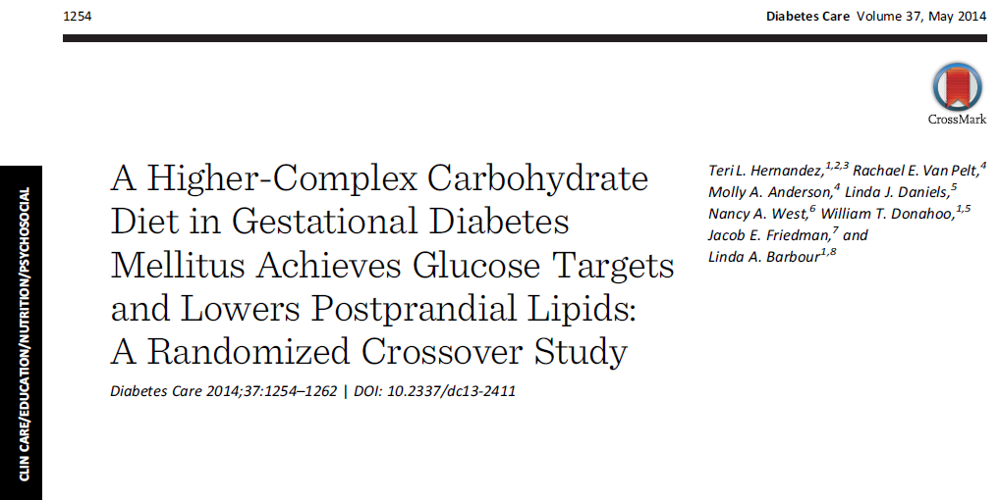 1254
Diabetes Care Volume 37, May 2014
CrossMark
CLIN CARE/EDUCATION/NUTRITION/PSYCHOSOCIAL
A Higher-Complex Carbohydrate
Diet in Gestational Diabetes
Mellitus Achieves Glucose Targets
and Lowers Postprandial Lipids:
A Randomized Crossover Study
Diabetes Care 2014;37:1254–1262 | DOI: 10.2337/dc13-2411
Teri L. Hernandez,1,2,3 Rachael E. Van Pelt,4
Molly A. Anderson,4 Linda J. Daniels,5
Nancy A. West,6 William T. Donahoo,1,5
Jacob E. Friedman,7 and
Linda A. Barbour1,8